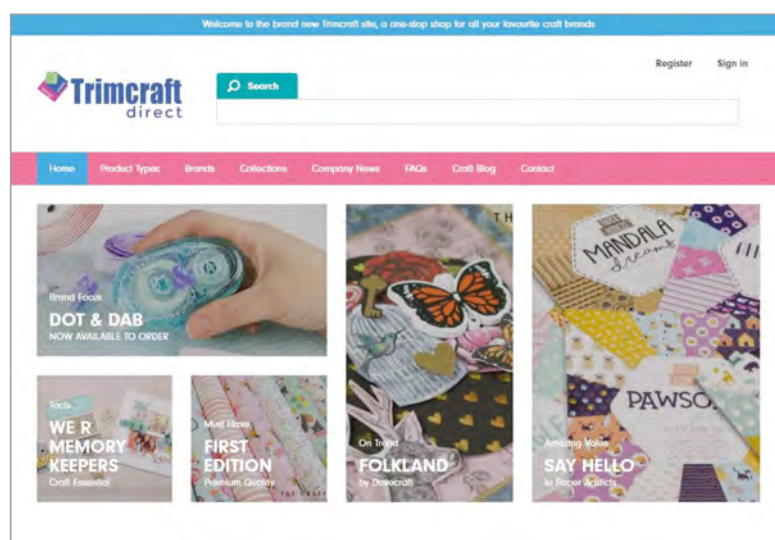 Welcome to the brand new Trimcraft site, a one-stop shop for all your favourite craft brands
Register Sign in
Trimcraft
direct
Search
Home Product Types Brands Collections Company News FAQs Craft Blog Contact
Brand Focus
DOT & DAB
NOW AVAILABLE TO ORDER
Tools
WE R
MEMORY
KEEPERS
Craft Essential
Must Have
FIRST
EDITION
Premium Quality
THE CRAFT
TH
On Trend
FOLKLAND
by Dovecraft
MANDALA
dreams
PAWSO
Amazing Value
SAY HELLO
to Paper Addicts